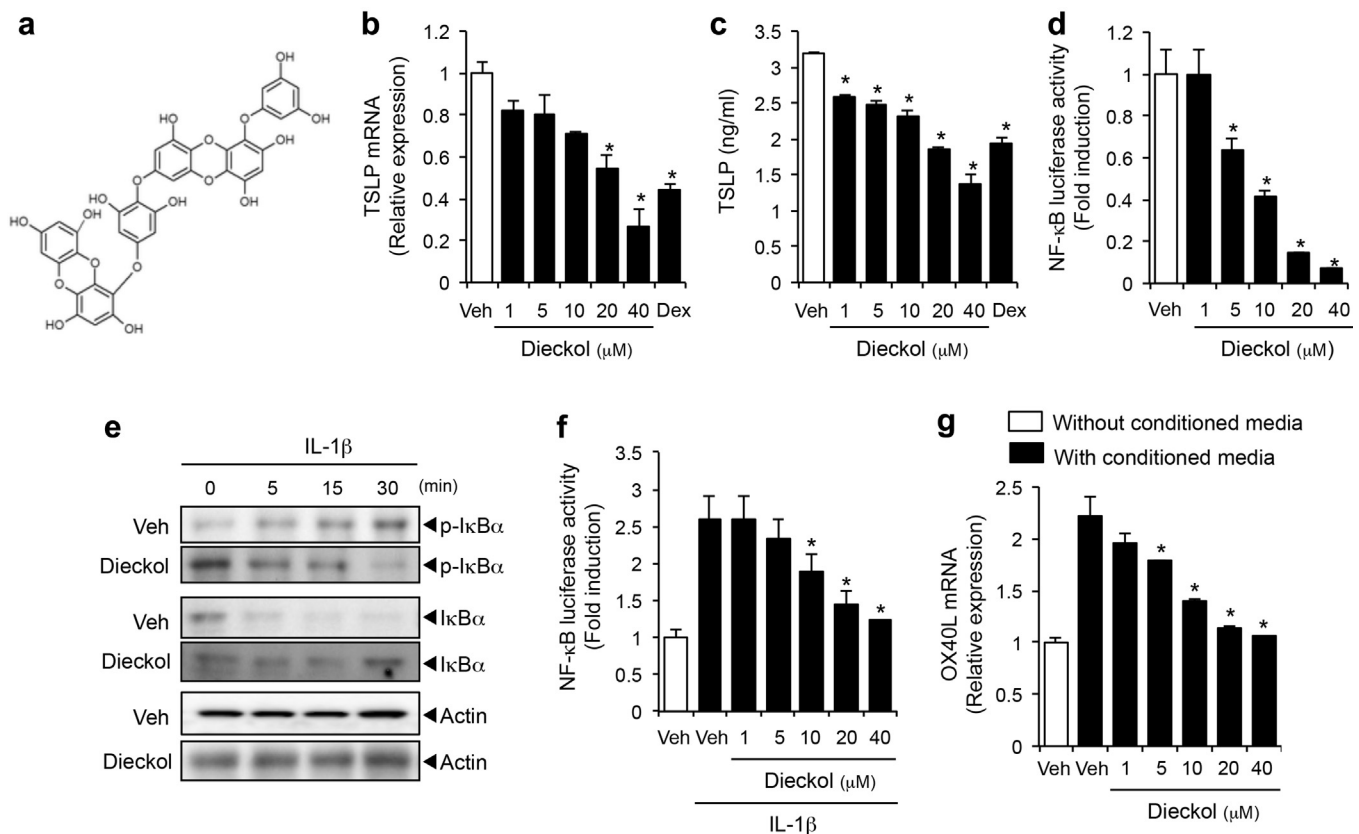 a
OH
OH
OH
O
O
OH
O
O
OH
O
HO
OH
OH
HO
O
O
O
HO
OH
b
TSLP mRNA
(Relative expression)
1.2
1
0.8
0.6
0.4
0.2
0
*
*
*
Veh 1 5 10 20 40 Dex
Dieckol (μM)
c
TSLP (ng/ml)
3.5
3
2.5
2
1.5
1
3.5
0
*
*
*
*
*
*
Veh 1 5 10 20 40 Dex
Dieckol (μM)
d
NF-κB luciferase activity
(Fold induction)
1.2
1
0.8
0.6
0.4
0.2
0
*
*
*
*
Veh 1 5 10 20 40
Dieckol (μM)
e
IL-1β
0 5 15 30 (min)
Veh p-IκBα
Dieckol p-IκBα
Veh IκBα
Dieckol IκBα
Veh Actin
Dieckol Actin
f
NF-κB luciferase activity
(Fold induction)
3.5
3
2.5
2
1.5
1
0.5
0
*
*
*
Veh Veh 1 5 10 20 40
Dieckol (μM)
IL-1β
g
Without conditioned media
With conditioned media
OX40L mRNA
(Relative expression)
2.5
2
1.5
1
0.5
0
*
*
*
*
Veh Veh 1 5 10 20 40
Dieckol (μM)